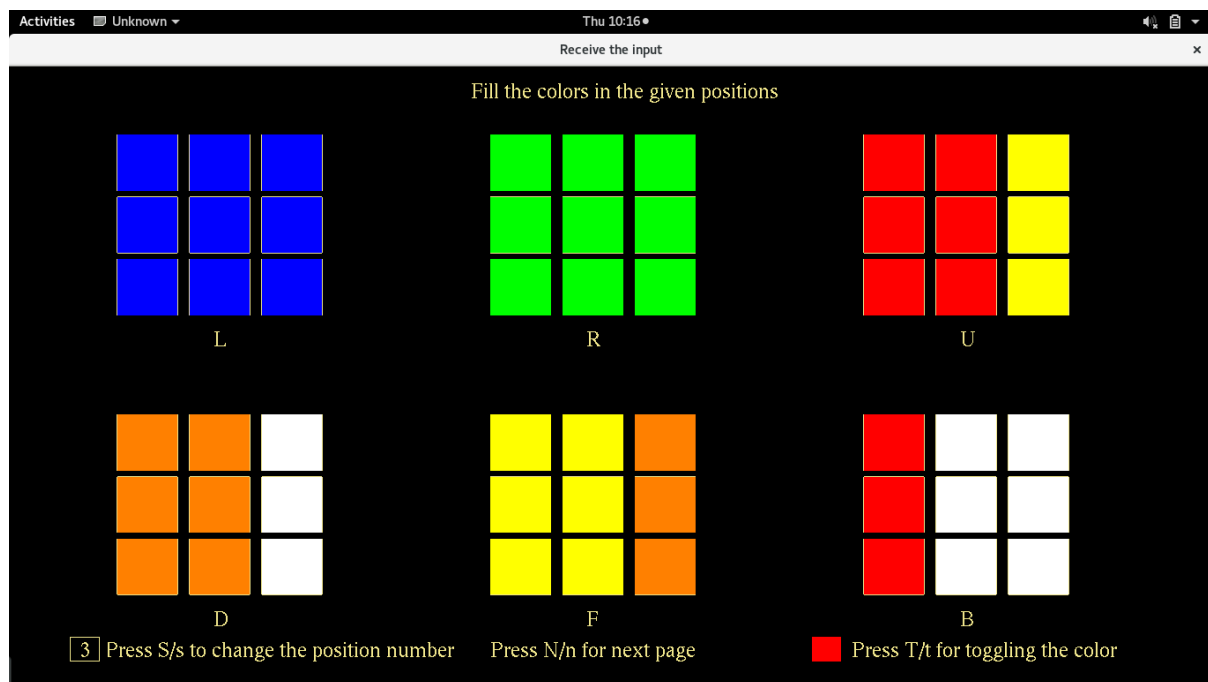 Activities Unknown Thu 10:16
Receive the input
Fill the colors in the given positions
L R U
D F B
3 Press S/s to change the position number Press N/n for next page Press T/t for toggling the color